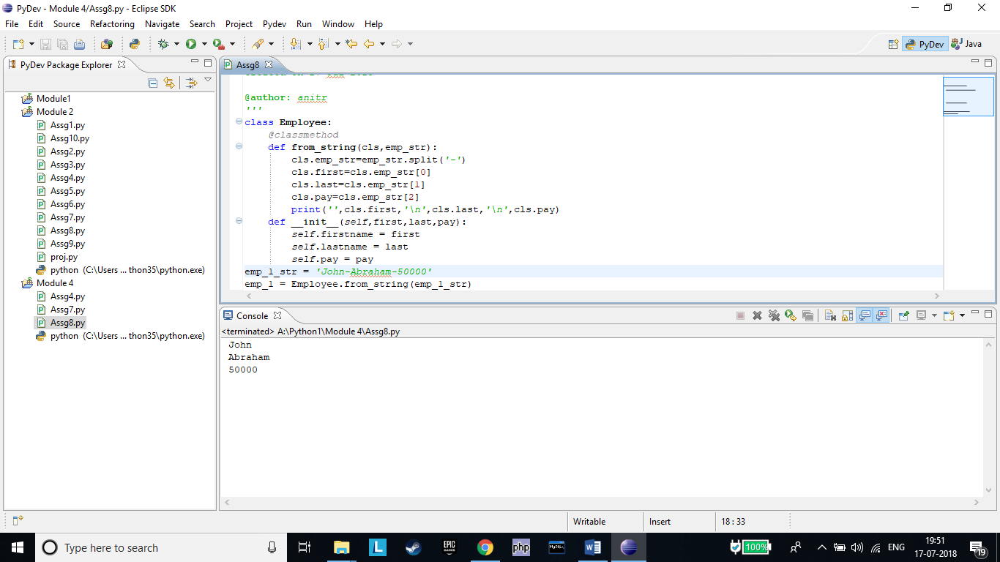 PyDev - Module 4/Assg8.py - Eclipse SDK
File Edit Source Refactoring Navigate Search Project Pydev Run Window Help
PyDev Java
PyDev Package Explorer
Module1
Module 2
Assg1.py
Assg10.py
Assg2.py
Assg3.py
Assg4.py
Assg5.py
Assg6.py
Assg7.py
Assg8.py
Assg9.py
proj.py
python (C:\Users ... thon35\python.exe)
Module 4
Assg4.py
Assg7.py
Assg8.py
python (C:\Users ... thon35\python.exe)
Assg8
@author: anitr
'''
class Employee:
@classmethod
def from_string(cls,emp_str):
cls.emp_str=emp_str.split('-')
cls.first=cls.emp_str[0]
cls.last=cls.emp_str[1]
cls.pay=cls.emp_str[2]
print('',cls.first,'\n',cls.last,'\n',cls.pay)
def __init__(self,first,last,pay):
self.firstname = first
self.lastname = last
self.pay = pay
emp_1_str = 'John-Abraham-50000'
emp_1 = Employee.from_string(emp_1_str)
Console
<terminated> A:\Python1\Module 4\Assg8.py
John
Abraham
50000
Writable Insert 18 : 33
Type here to search
L
EPIC GAMES
php
MySQL
W
100%
ENG
19:51
17-07-2018
19